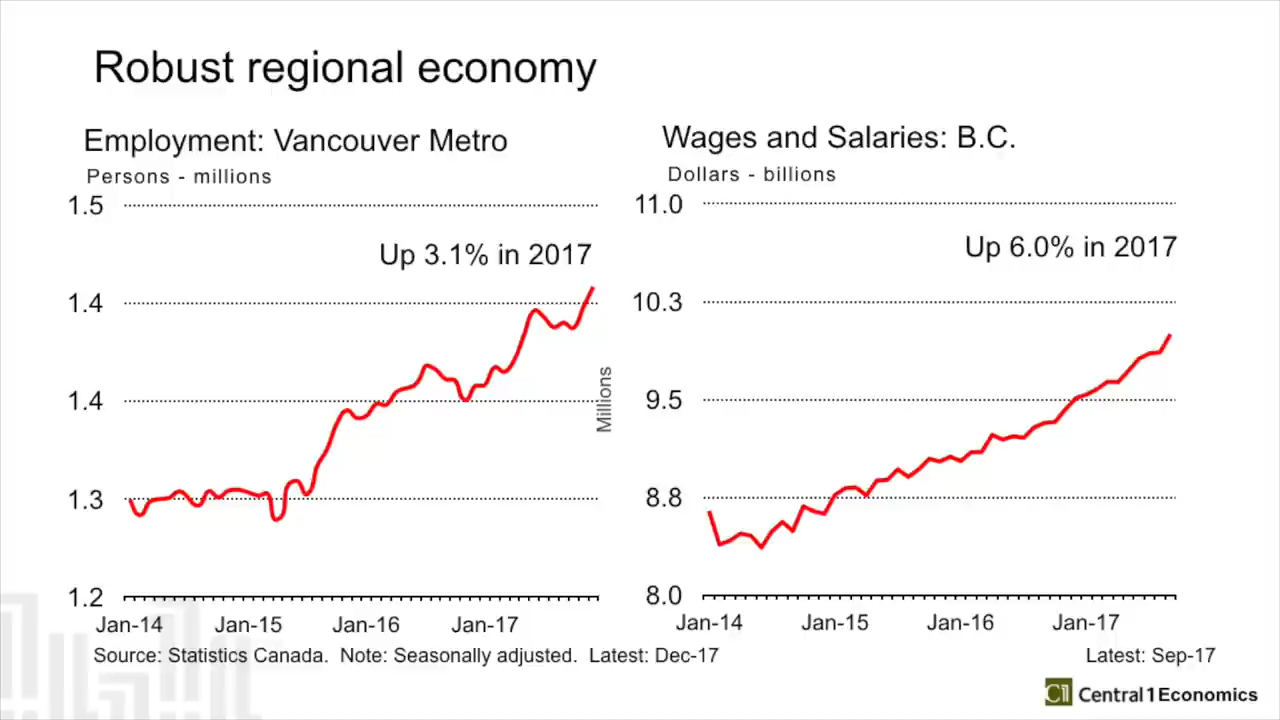 Robust regional economy
Employment: Vancouver Metro
Persons - millions
1.5
1.4
1.4
1.3
1.2
Up 3.1% in 2017
Jan-14 Jan-15 Jan-16 Jan-17
Millions
Wages and Salaries: B.C.
Dollars - billions
11.0
10.3
9.5
8.8
8.0
Up 6.0% in 2017
Jan-14 Jan-15 Jan-16 Jan-17
Source: Statistics Canada. Note: Seasonally adjusted. Latest: Dec-17
Latest: Sep-17
C1 Central1Economics